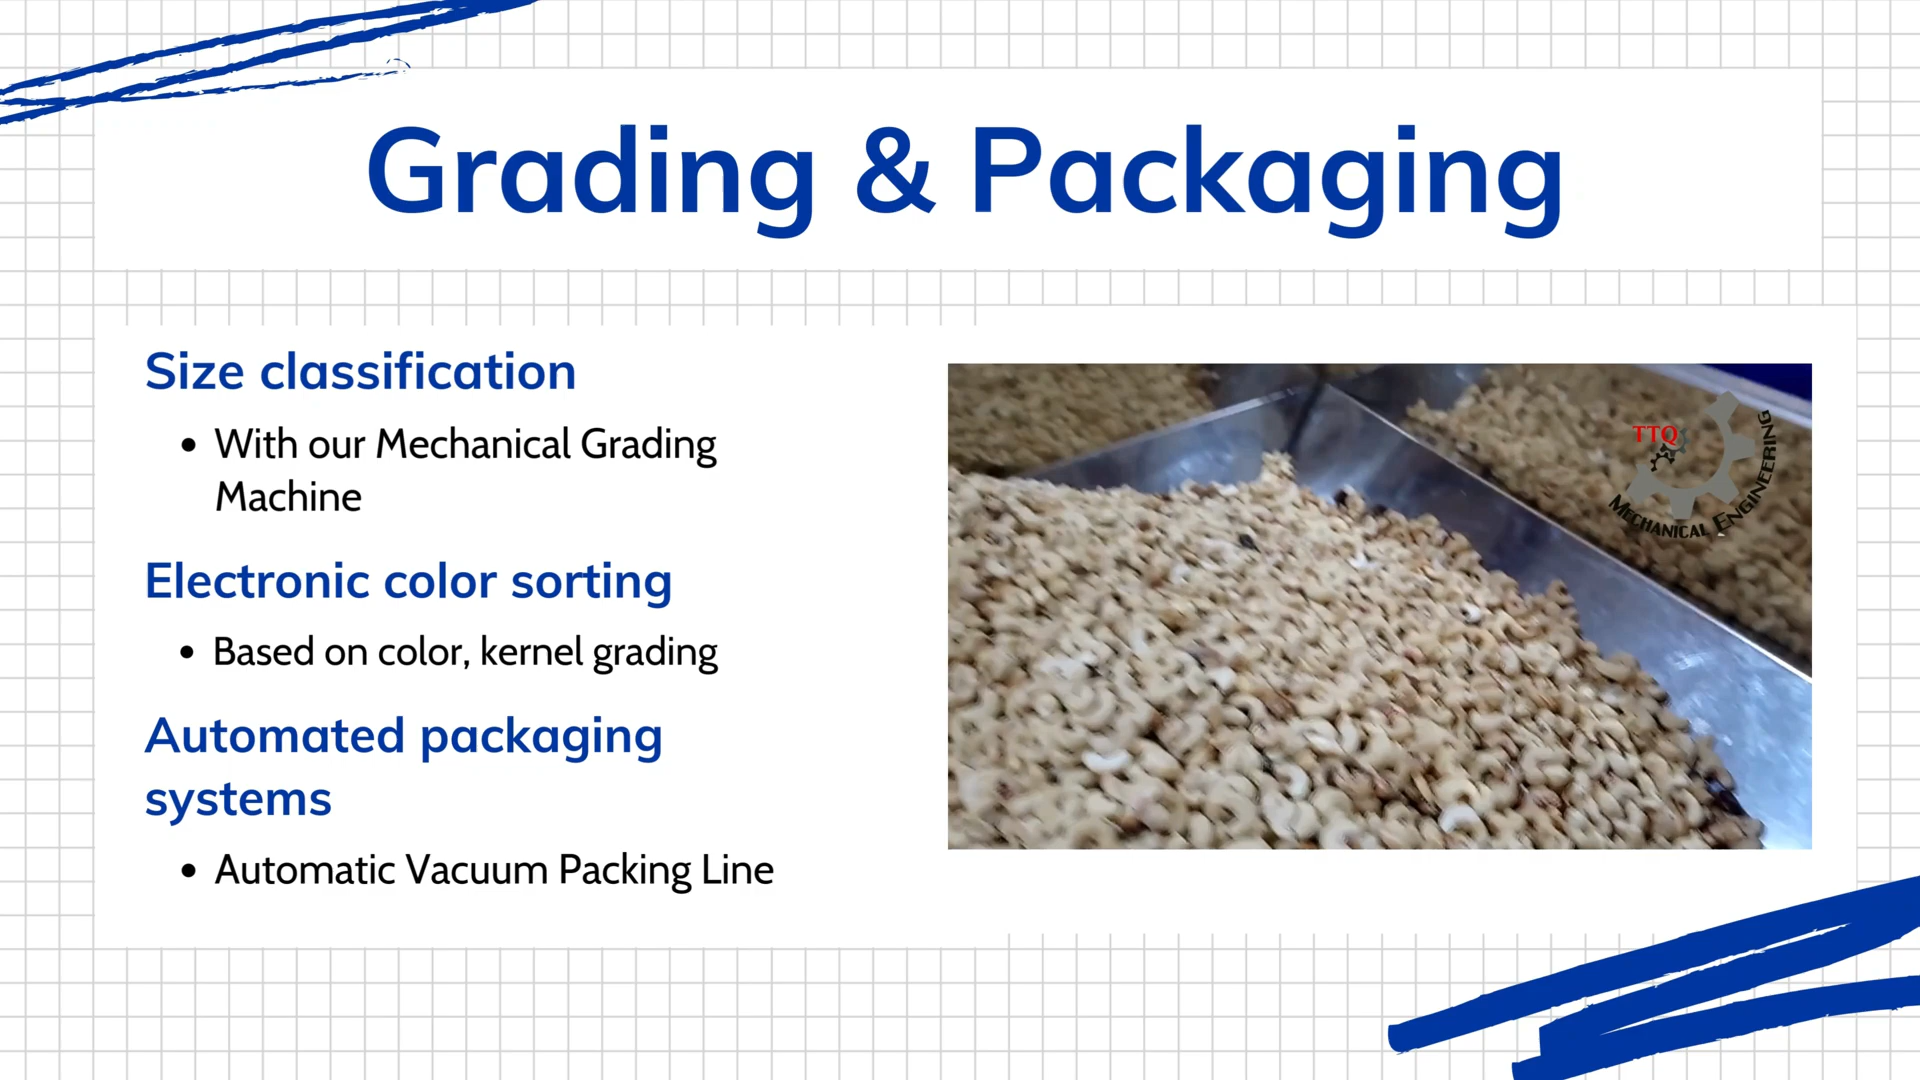 Grading & Packaging
Size classification
• With our Mechanical Grading
Machine
Electronic color sorting
• Based on color, kernel grading
Automated packaging
systems
• Automatic Vacuum Packing Line
TTQ
MECHANICAL ENGINEERING